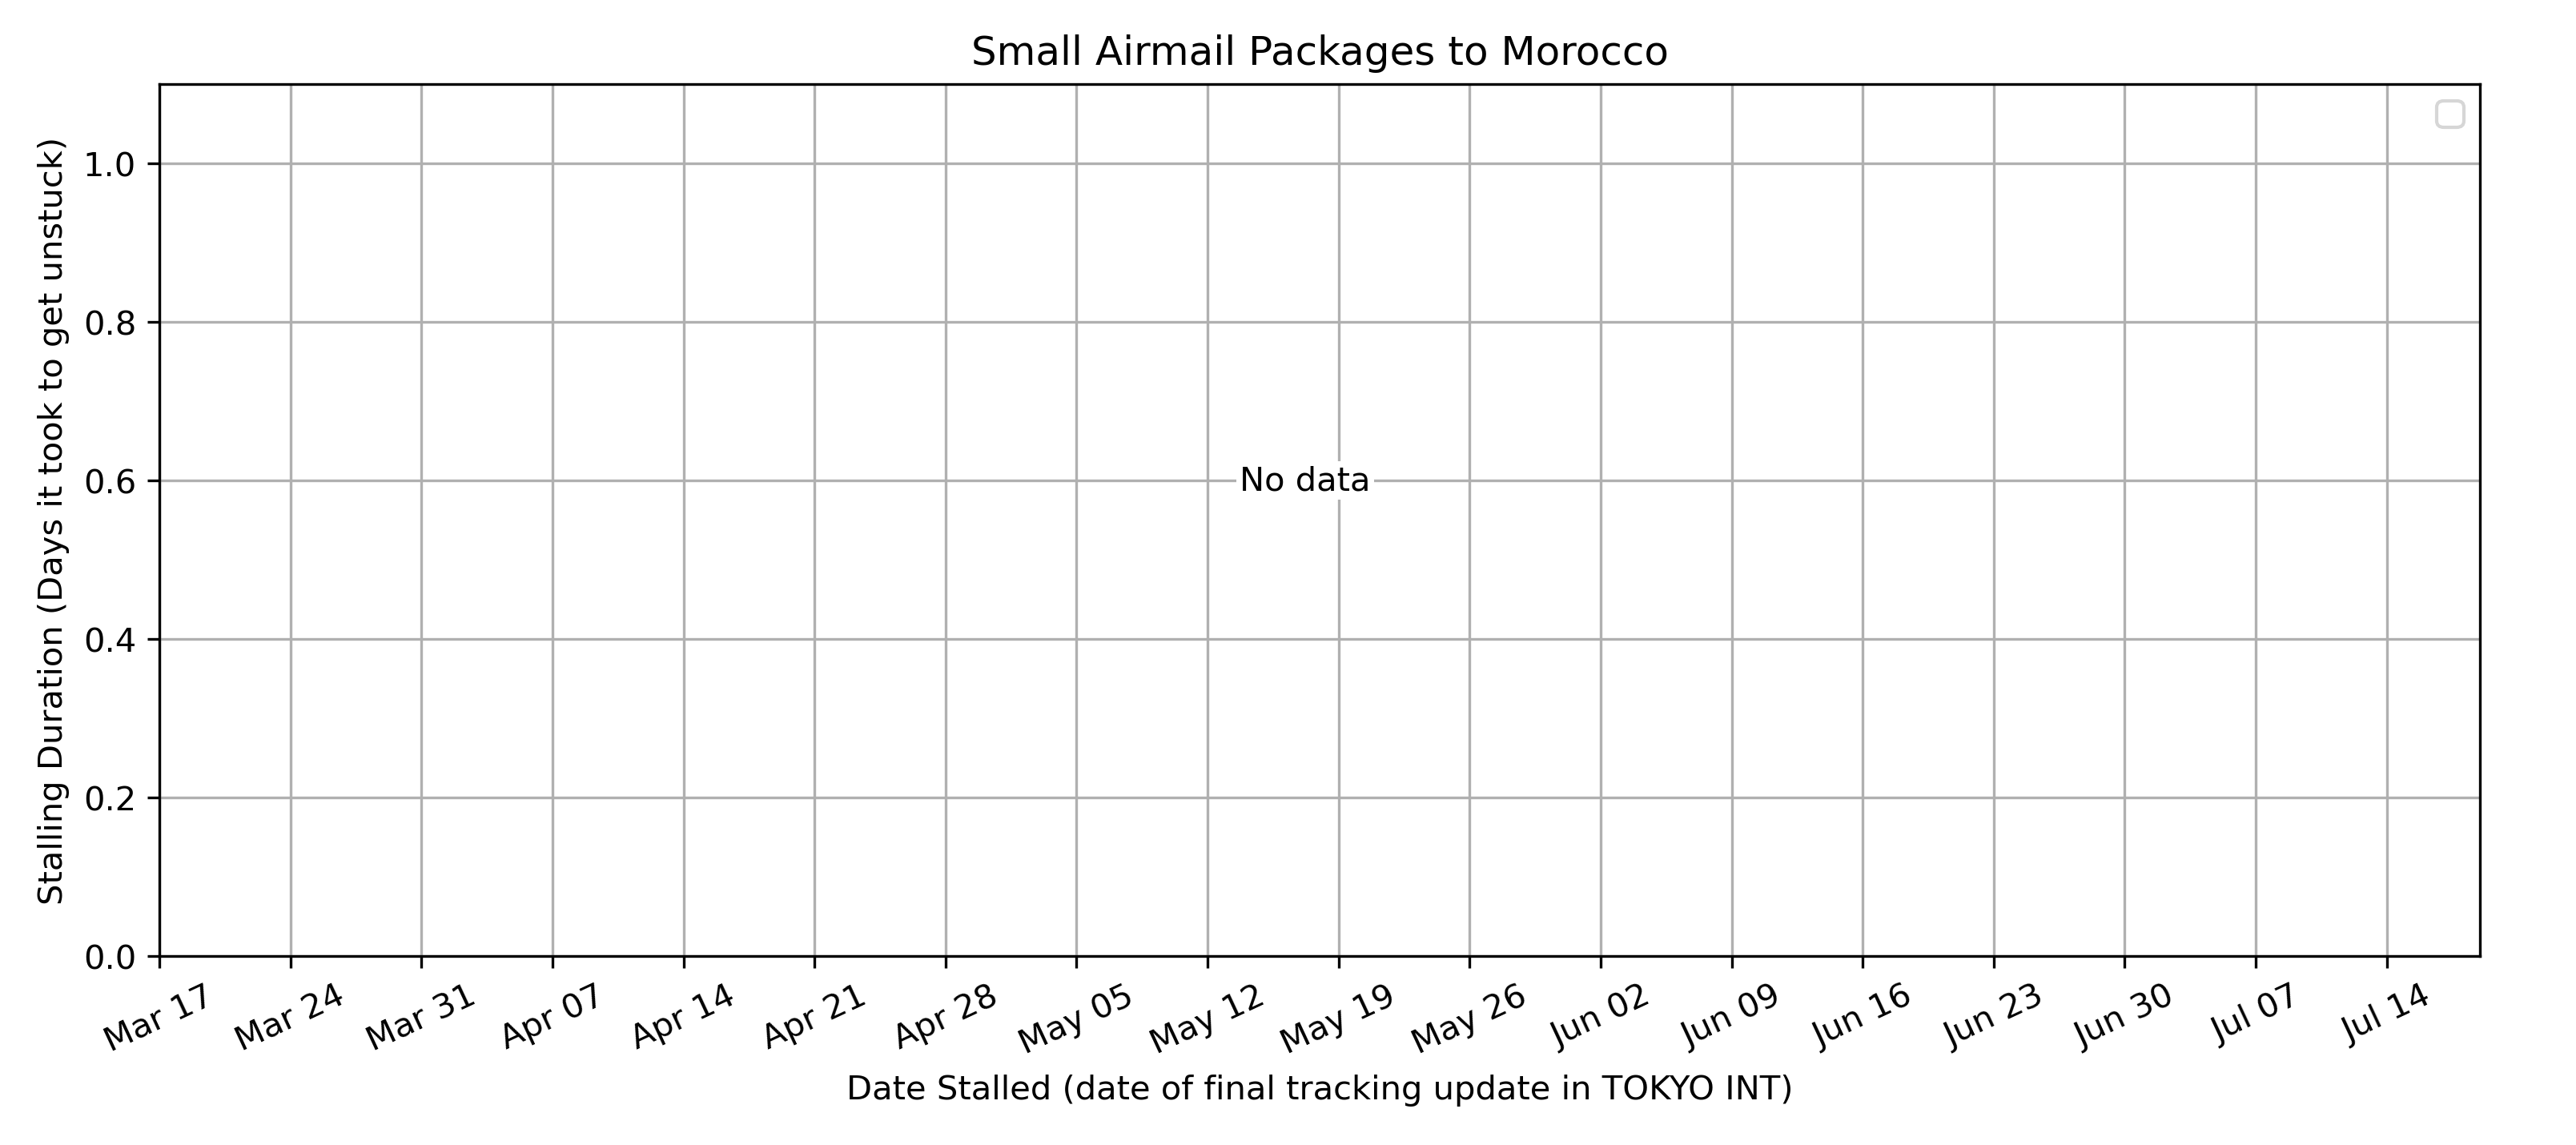 Small Airmail Packages to Morocco
Stalling Duration (Days it took to get unstuck)
1.0
0.8
0.6
0.4
0.2
0.0
No data
Mar 17
Mar 24
Mar 31
Apr 07
Apr 14
Apr 21
Apr 28
May 05
May 12
May 19
May 26
Jun 02
Jun 09
Jun 16
Jun 23
Jun 30
Jul 07
Jul 14
Date Stalled (date of final tracking update in TOKYO INT)